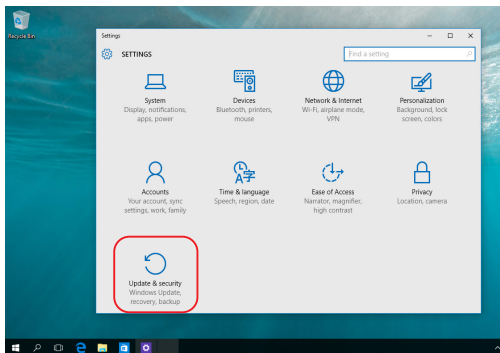 Recycle Bin
Settings
SETTINGS
Find a setting
System
Display, notifications,
apps, power
Devices
Bluetooth, printers,
mouse
Network & Internet
Wi-Fi, airplane mode,
VPN
Personalization
Background, lock
screen, colors
Accounts
Your account, sync
settings, work, family
Time & language
Speech, region, date
Ease of Access
Narrator, magnifier,
high contrast
Privacy
Location, camera
Update & security
Windows Update,
recovery, backup